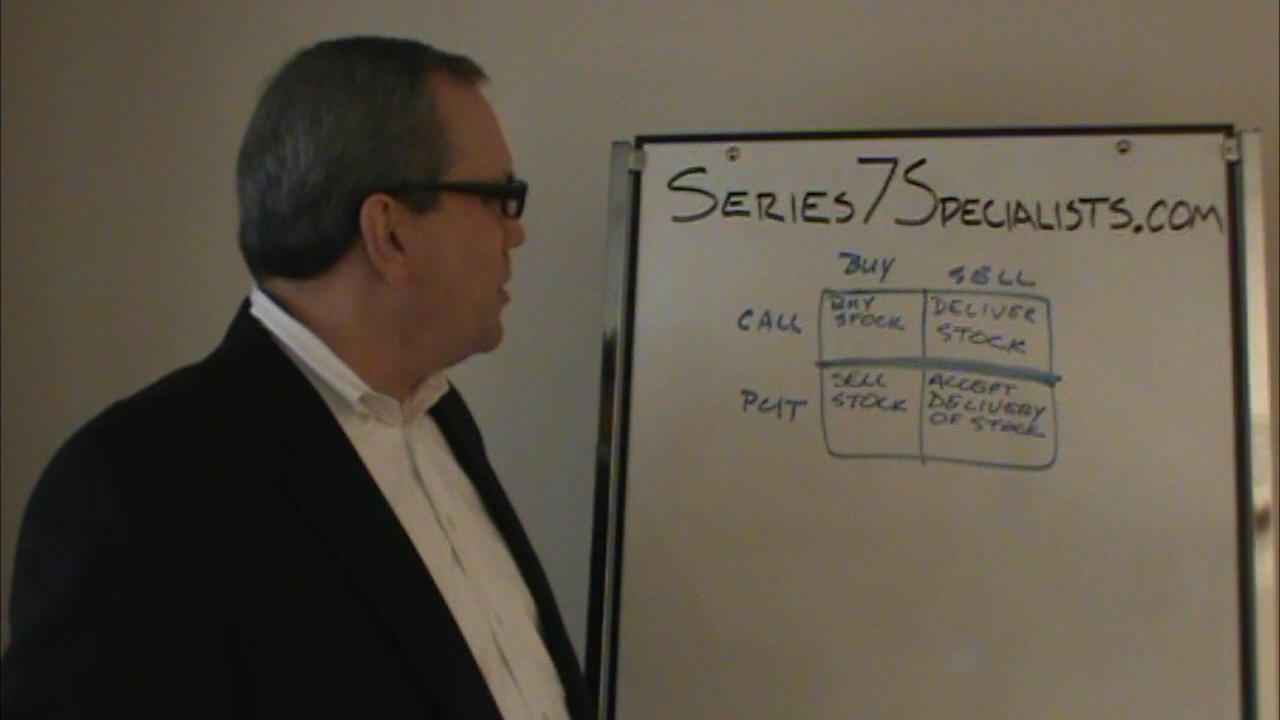 SERIES7SPECIALISTS.COM
BUY SELL
CALL
BUY
STOCK
DELIVER
STOCK
PUT
SELL
STOCK
ACCEPT
DELIVERY
OF STOCK